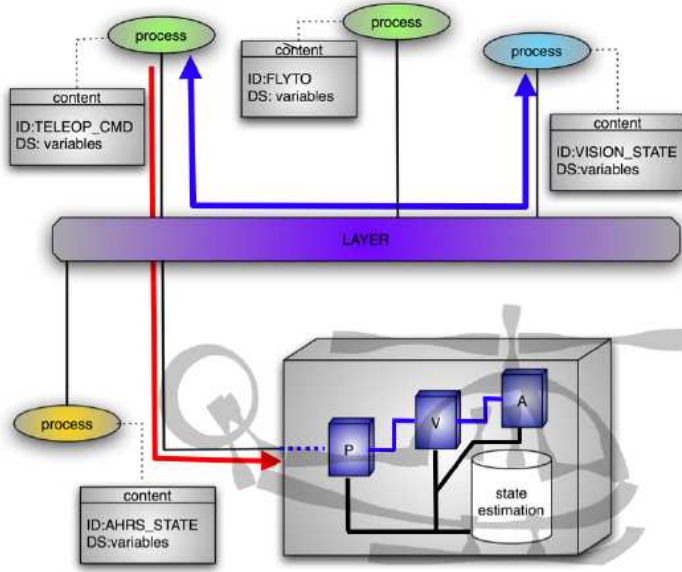 process
content
ID:TELEOP_CMD
DS: variables
process
content
ID:FLYTO
DS: variables
process
content
ID:VISION_STATE
DS:variables
LAYER
process
content
ID:AHRS_STATE
DS:variables
P
V
A
state
estimation